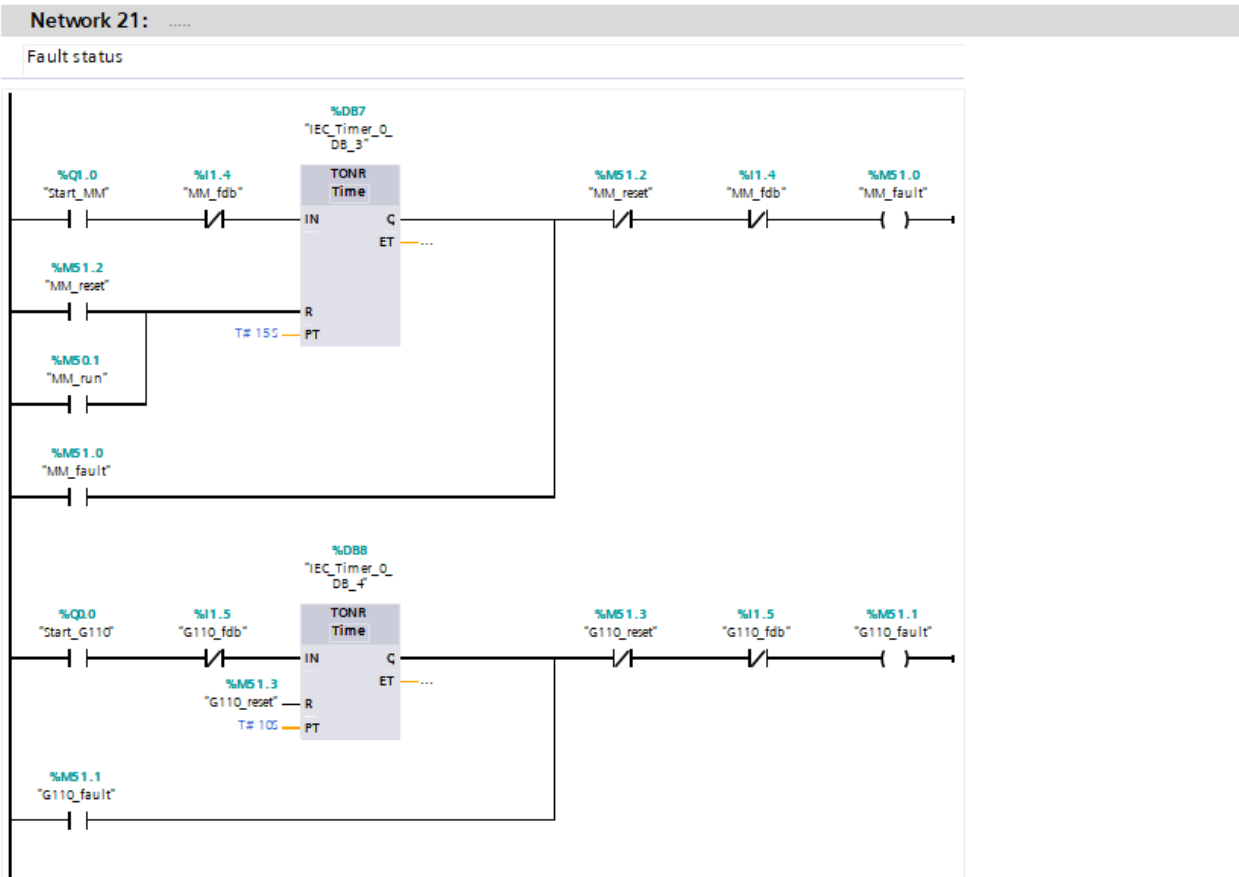 Network 21: .....
Fault status
%DB7
"IEC_Timer_0_
DB_3"
%Q1.0
"Start_MM"
%I1.4
"MM_fdb"
TONR
Time
%M51.2
"MM_reset"
%I1.4
"MM_fdb"
%M51.0
"MM_fault"
IN
Q
ET
...
%M51.2
"MM_reset"
R
T# 15S
PT
%M50.1
"MM_run"
%M51.0
"MM_fault"
%DB8
"IEC_Timer_0_
DB_4"
%Q0.0
"Start_G110"
%I1.5
"G110_fdb"
TONR
Time
%M51.3
"G110_reset"
%I1.5
"G110_fdb"
%M51.1
"G110_fault"
IN
Q
ET
...
%M51.3
"G110_reset"
R
T# 10S
PT
%M51.1
"G110_fault"